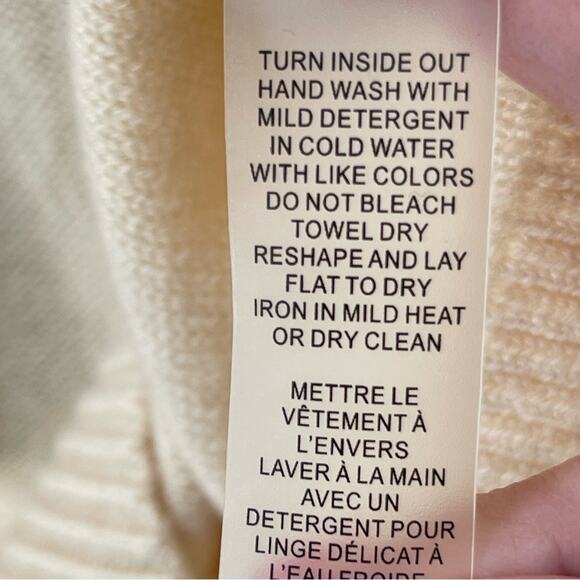 TURN INSIDE OUT
HAND WASH WITH
MILD DETERGENT
IN COLD WATER
WITH LIKE COLORS
DO NOT BLEACH
TOWEL DRY
RESHAPE AND LAY
FLAT TO DRY
IRON IN MILD HEAT
OR DRY CLEAN
METTRE LE
VÊTEMENT À
L'ENVERS
LAVER À LA MAIN
AVEC UN
DETERGENT POUR
LINGE DÉLICAT À
L'EAU FROIDE